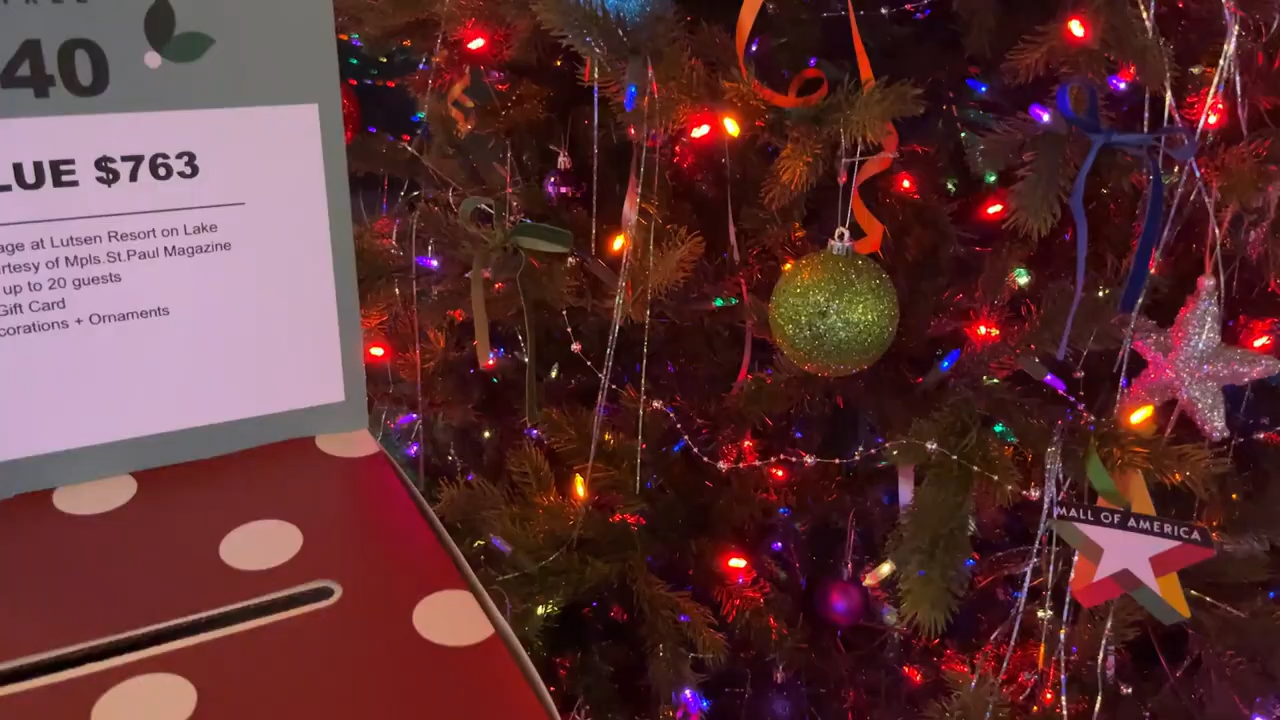 40
LUE $763
age at Lutsen Resort on Lake
rtesy of Mpls.St.Paul Magazine
up to 20 guests
Gift Card
corations + Ornaments
MALL OF AMERICA